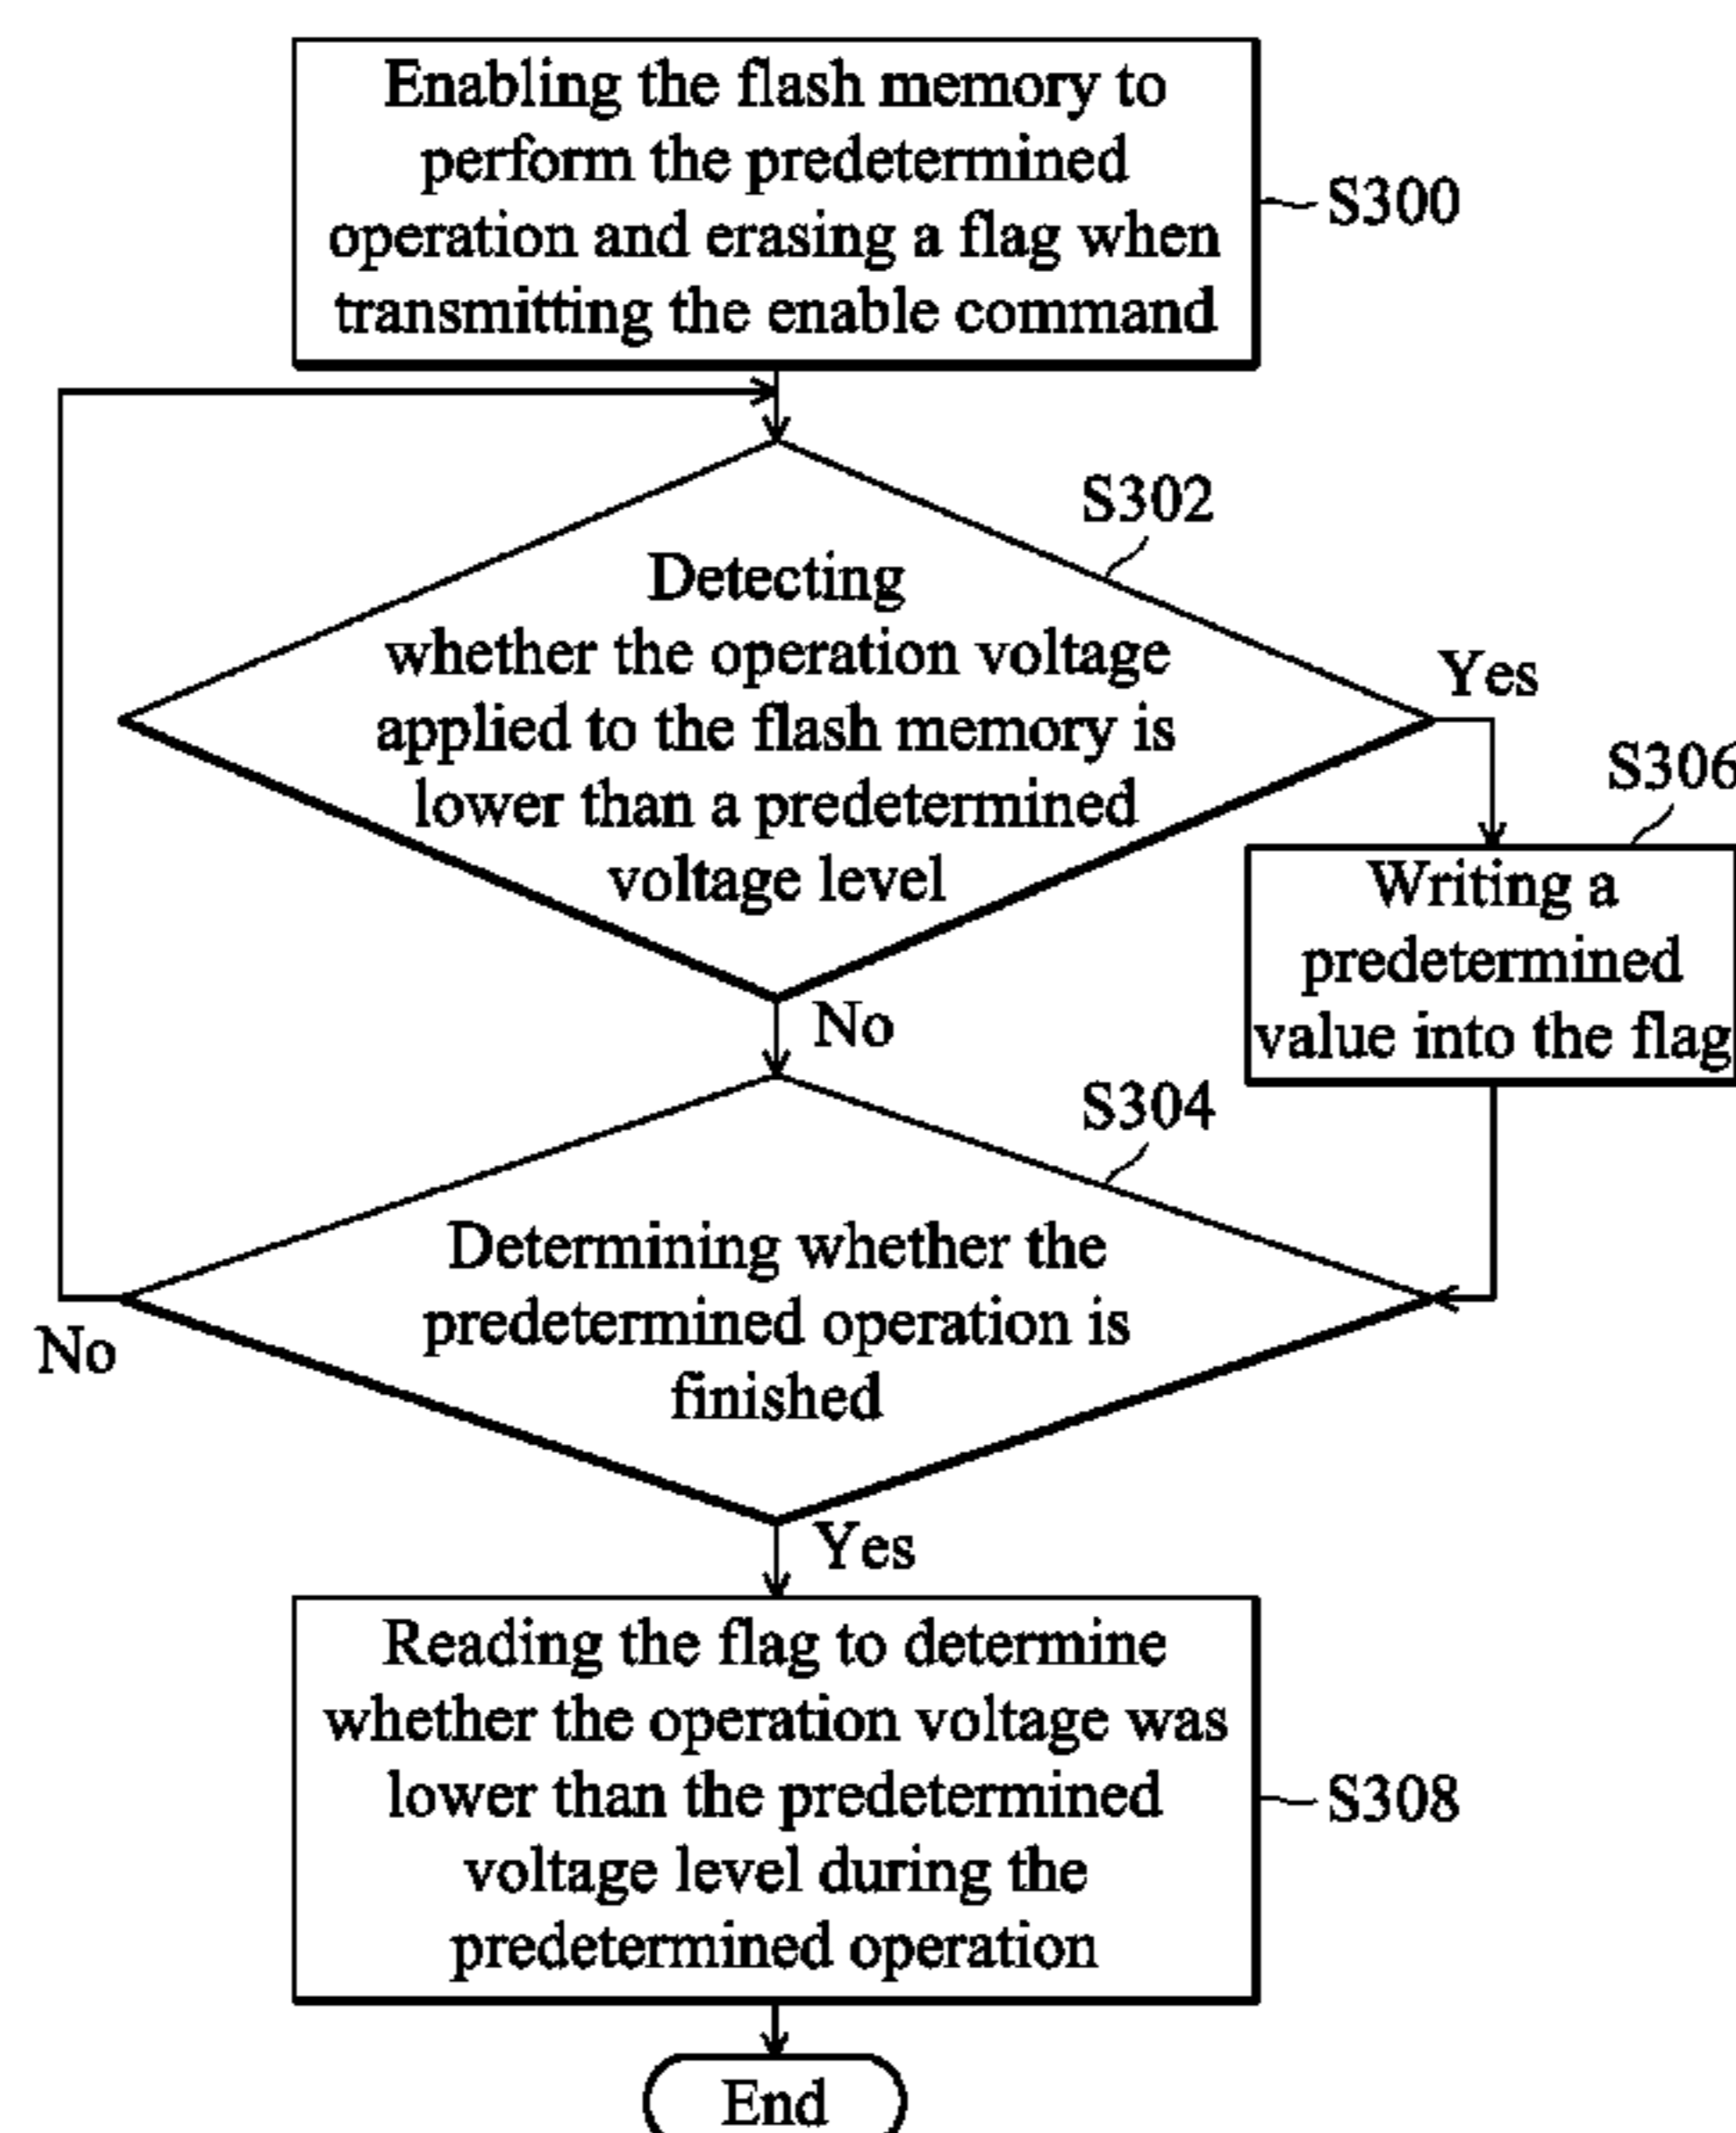 Enabling the flash memory to
perform the predetermined
operation and erasing a flag when
transmitting the enable command
S300
S302
Detecting
whether the operation voltage
applied to the flash memory is
lower than a predetermined
voltage level
Yes
S306
Writing a
predetermined
value into the flag
No
S304
Determining whether the
predetermined operation is
finished
No
Yes
Reading the flag to determine
whether the operation voltage was
lower than the predetermined
voltage level during the
predetermined operation
S308
End